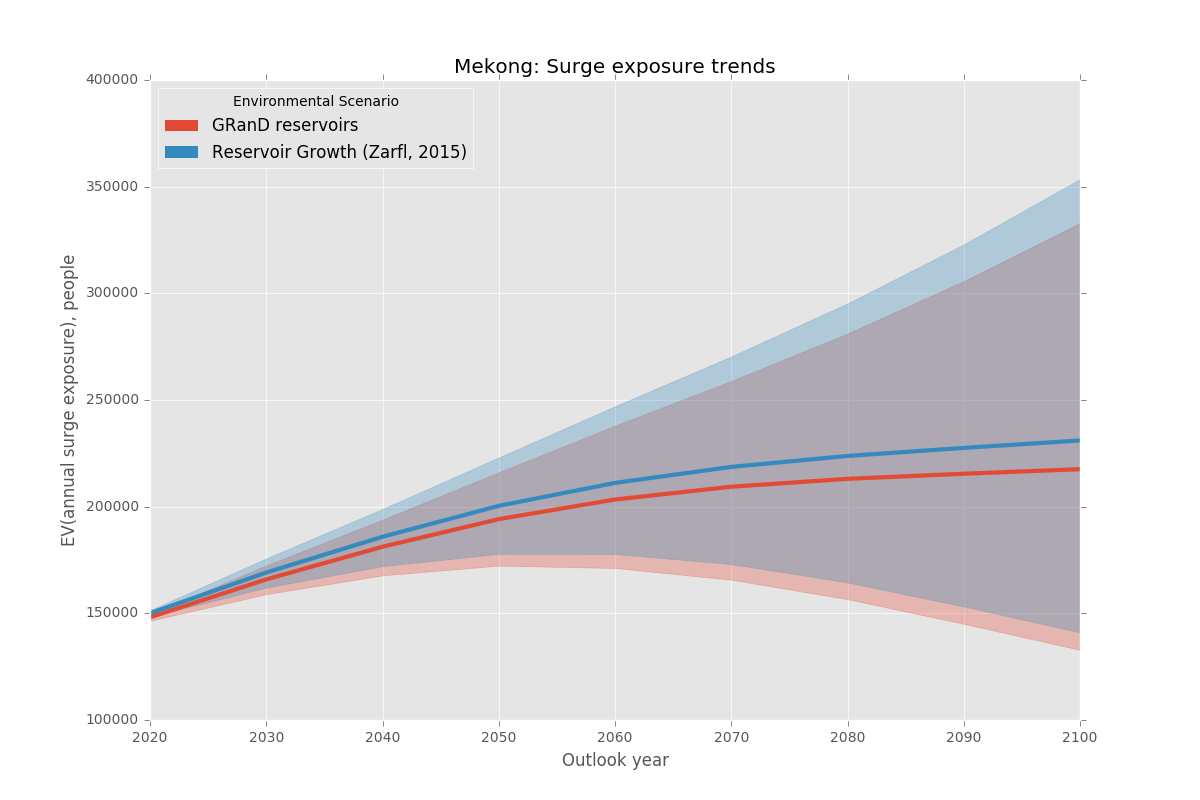 Mekong: Surge exposure trends
400000
350000
300000
250000
200000
150000
100000
EV(annual surge exposure), people
Environmental Scenario
GRanD reservoirs
Reservoir Growth (Zarfl, 2015)
2020 2030 2040 2050 2060 2070 2080 2090 2100
Outlook year